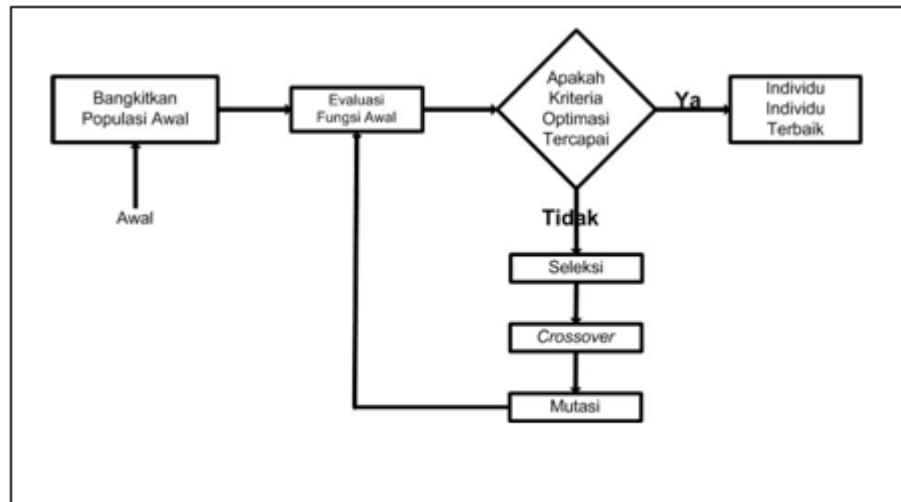 Bangkitkan
Populasi Awal
Awal
Evaluasi
Fungsi Awal
Apakah
Kriteria
Optimasi
Tercapai
Ya
Individu
Individu
Terbaik
Tidak
Seleksi
Crossover
Mutasi